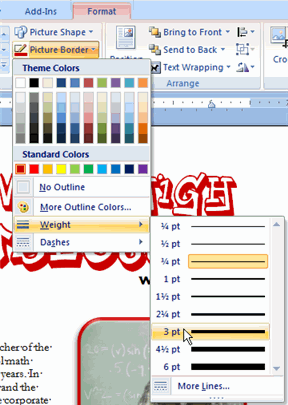 Add-Ins Format
Picture Shape
Bring to Front
Picture Border
Position
Send to Back
Text Wrapping
Cro
Arrange
Theme Colors
Standard Colors
No Outline
More Outline Colors...
Weight
Dashes
IGH
¼ pt
½ pt
¾ pt
1 pt
1½ pt
2¼ pt
3 pt
4½ pt
6 pt
More Lines...
cher of the
l math
years. In
and the
e corporate